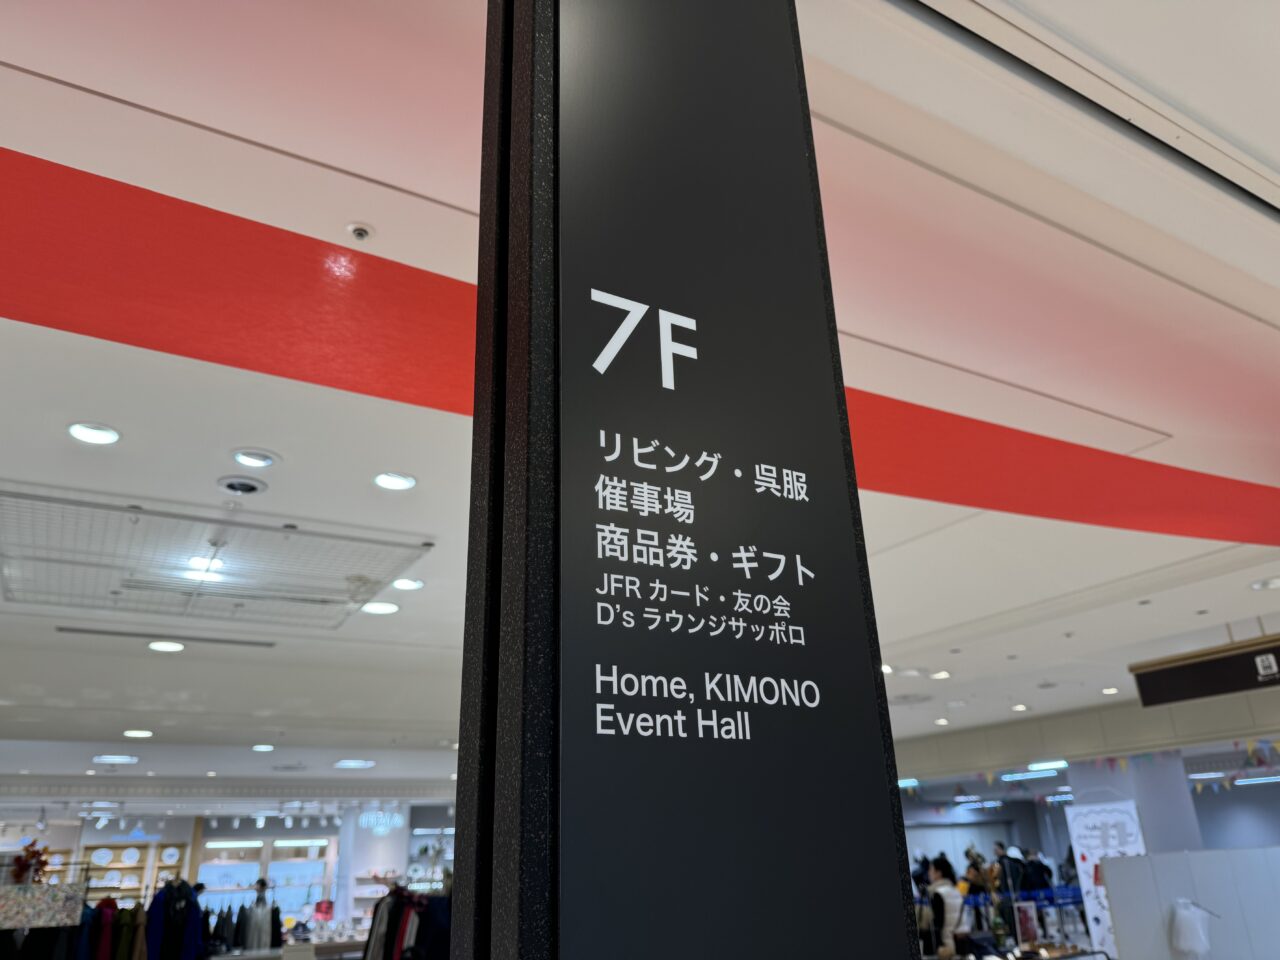 7F
リビング・呉服
催事場
商品券・ギフト
JFR カード・友の会
D's ラウンジサッポロ
Home, KIMONO
Event Hall